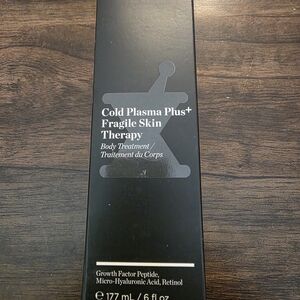 Cold Plasma Plus+
Fragile Skin
Therapy
Body Treatment /
Traitement du Corps
Growth Factor Peptide,
Micro-Hyaluronic Acid, Retinol
℮ 177 mL / 6 fl oz